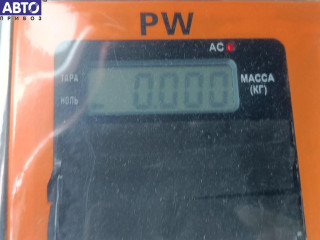 АВТО
ПРИВОЗ
PW
AC
ТАРА
НОЛЬ
0.000
МАССА
(КГ)